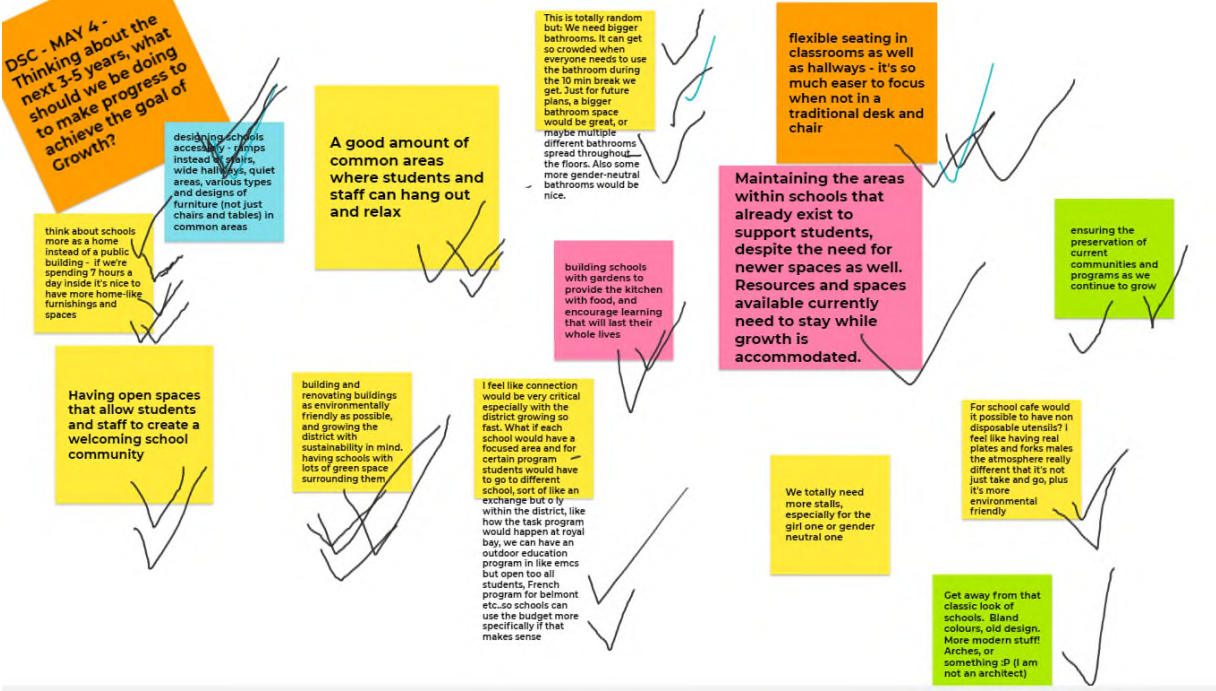 DSC - MAY 4 -
Thinking about the
next 3-5 years, what
should we be doing
to make progress to
achieve the goal of
Growth?
designing schools
accessibly - ramps
instead of stairs,
wide hallways, quiet
areas, various types
and designs of
furniture (not just
chairs and tables) in
common areas
think about schools
more as a home
instead of a public
building - if we're
spending 7 hours a
day inside it's nice to
have more home-like
furnishings and
spaces
A good amount of
common areas
where students and
staff can hang out
and relax
This is totally random
but: We need bigger
bathrooms. It can get
so crowded when
everyone needs to use
the bathroom during
the 10 min break we
get. Just for future
plans, a bigger
bathroom space
would be great, or
maybe multiple
different bathrooms
spread throughout
the floors. Also some
more gender-neutral
bathrooms would be
nice.
flexible seating in
classrooms as well
as hallways - it's so
much easer to focus
when not in a
traditional desk and
chair
building schools
with gardens to
provide the kitchen
with food, and
encourage learning
that will last their
whole lives
Maintaining the areas
within schools that
already exist to
support students,
despite the need for
newer spaces as well.
Resources and spaces
available currently
need to stay while
growth is
accommodated.
ensuring the
preservation of
current
communities and
programs as we
continue to grow
Having open spaces
that allow students
and staff to create a
welcoming school
community
building and
renovating buildings
as environmentally
friendly as possible,
and growing the
district with
sustainability in mind.
having schools with
lots of green space
surrounding them
I feel like connection
would be very critical
especially with the
district growing so
fast. What if each
school would have a
focused area and for
certain program
students would have
to go to different
school, sort of like an
exchange but o ly
within the district, like
how the task program
would happen at royal
bay, we can have an
outdoor education
program in like emcs
but open too all
students, French
program for belmont
etc..so schools can
use the budget more
specifically if that
makes sense
We totally need
more stalls,
especially for the
girl one or gender
neutral one
For school cafe would
it possible to have non
disposable utensils? I
feel like having real
plates and forks males
the atmosphere really
different that it's not
just take and go, plus
it's more
environmental
friendly
Get away from that
classic look of
schools. Bland
colours, old design.
More modern stuff!
Arches, or
something :P (I am
not an architect)